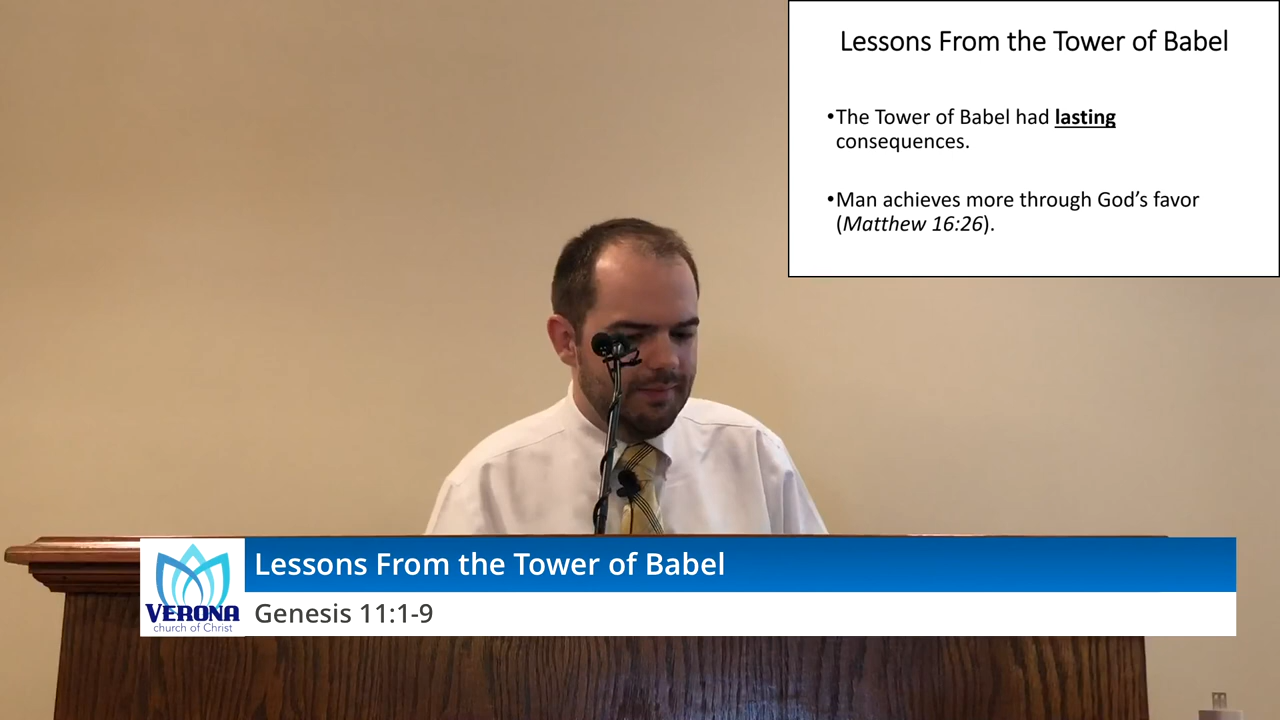 Lessons From the Tower of Babel
•The Tower of Babel had lasting
consequences.
•Man achieves more through God’s favor
(Matthew 16:26).
Lessons From the Tower of Babel
VERONA
church of Christ
Genesis 11:1-9